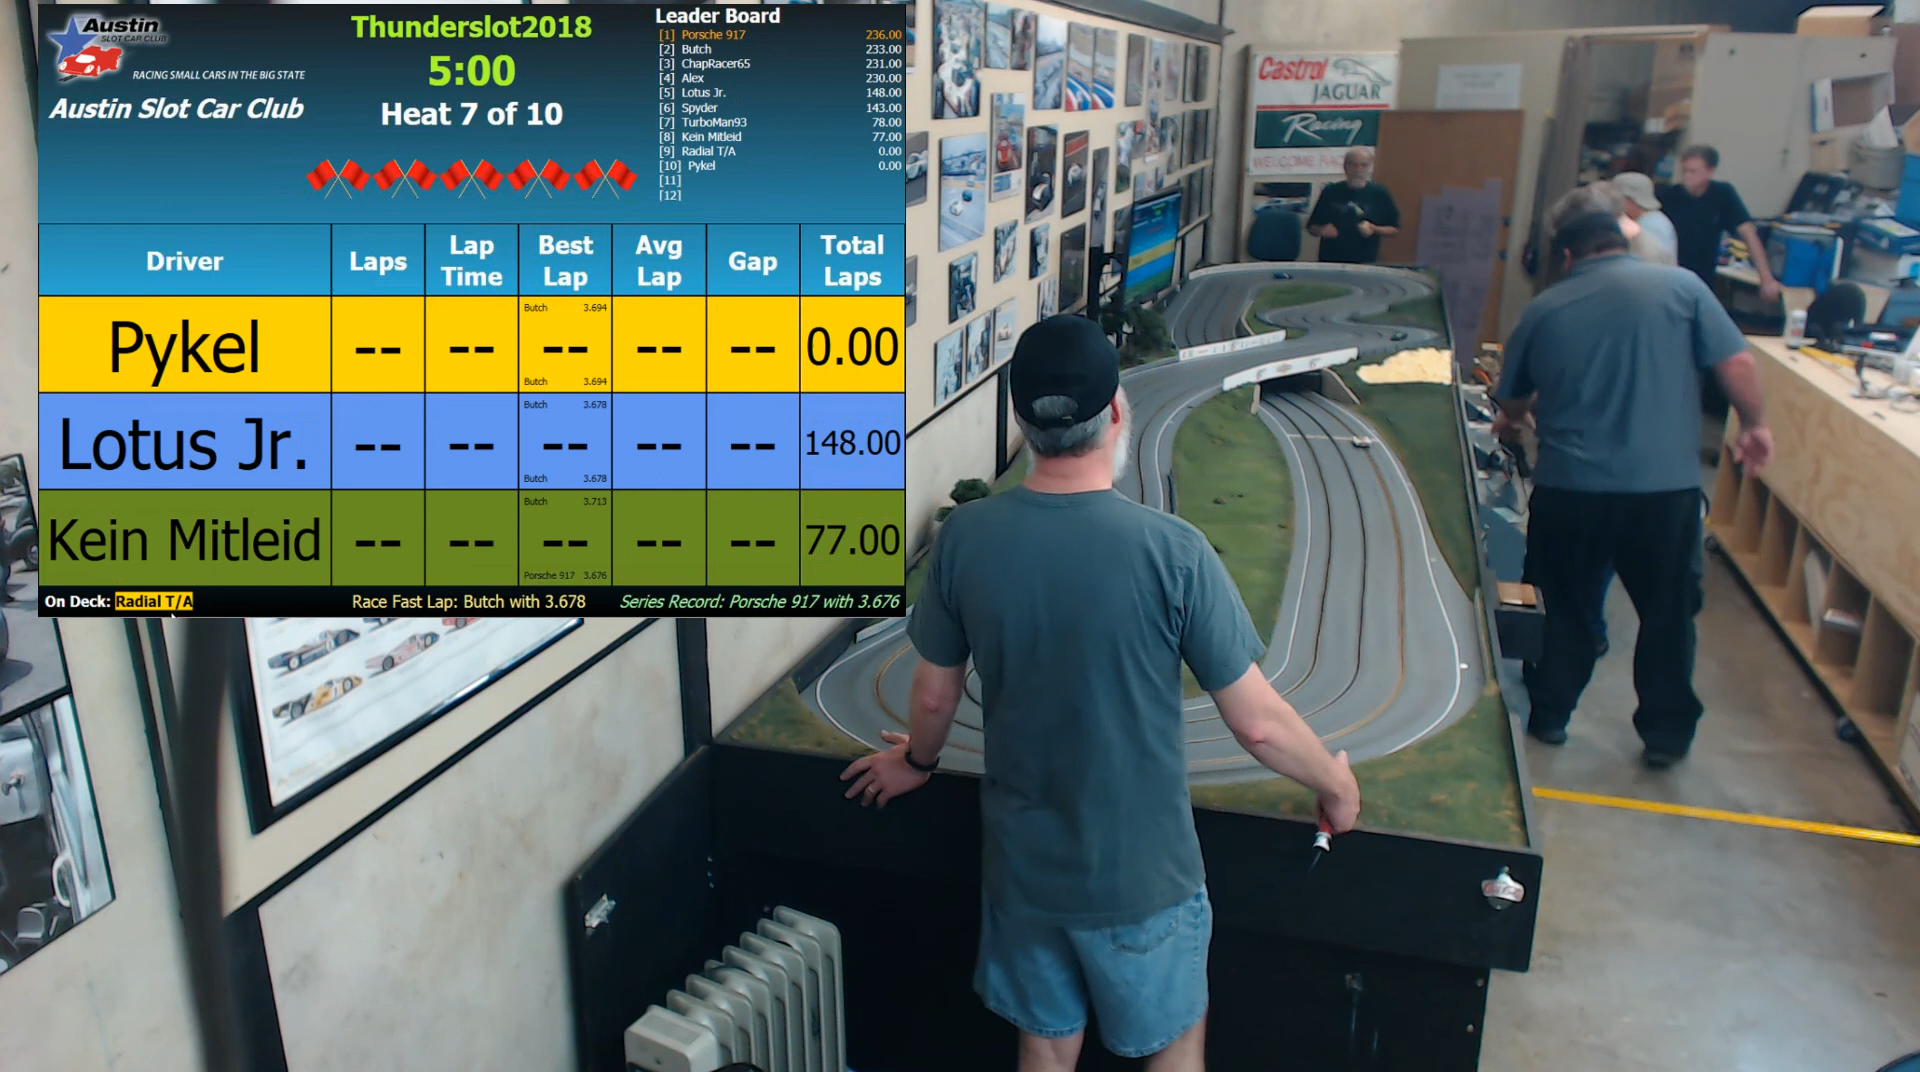 Austin
SLOT CAR CLUB
RACING SMALL CARS IN THE BIG STATE
Austin Slot Car Club
Thunderslot2018
5:00
Heat 7 of 10
Leader Board
[1] Porsche 917 236.00
[2] Butch 233.00
[3] ChapRacer65 231.00
[4] Alex 230.00
[5] Lotus Jr. 148.00
[6] Spyder 143.00
[7] TurboMan93 78.00
[8] Kein Mitleid 77.00
[9] Radial T/A 0.00
[10] Pykel 0.00
[11]
[12]
Driver Laps Lap Time Best Lap Avg Lap Gap Total Laps
Butch 3.694
Pykel -- -- -- -- -- 0.00
Butch 3.694
Butch 3.678
Lotus Jr. -- -- -- -- -- 148.00
Butch 3.678
Butch 3.713
Kein Mitleid -- -- -- -- -- 77.00
Porsche 917 3.676
On Deck: Radial T/A Race Fast Lap: Butch with 3.678 Series Record: Porsche 917 with 3.676
Castrol
JAGUAR
Racing
WELCOME